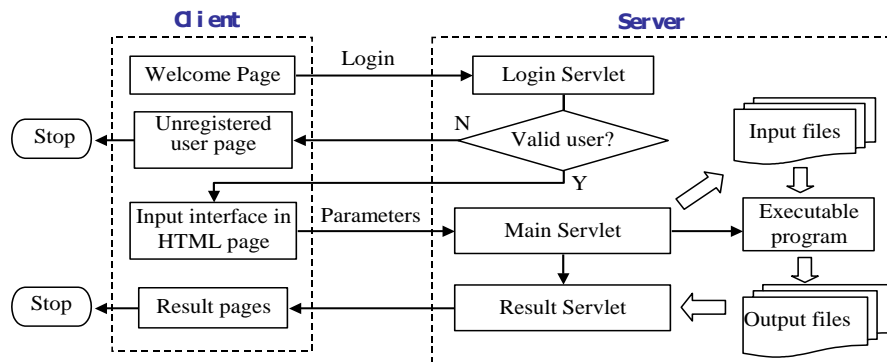 Client
Server
Welcome Page
Login
Login Servlet
Stop
Unregistered
user page
N
Valid user?
Input files
Y
Input interface in
HTML page
Parameters
Main Servlet
Executable
program
Stop
Result pages
Result Servlet
Output files